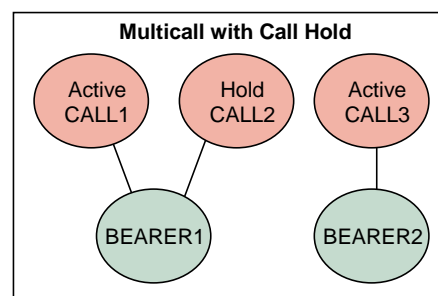 Multicall with Call Hold
Active
CALL1
Hold
CALL2
Active
CALL3
BEARER1
BEARER2